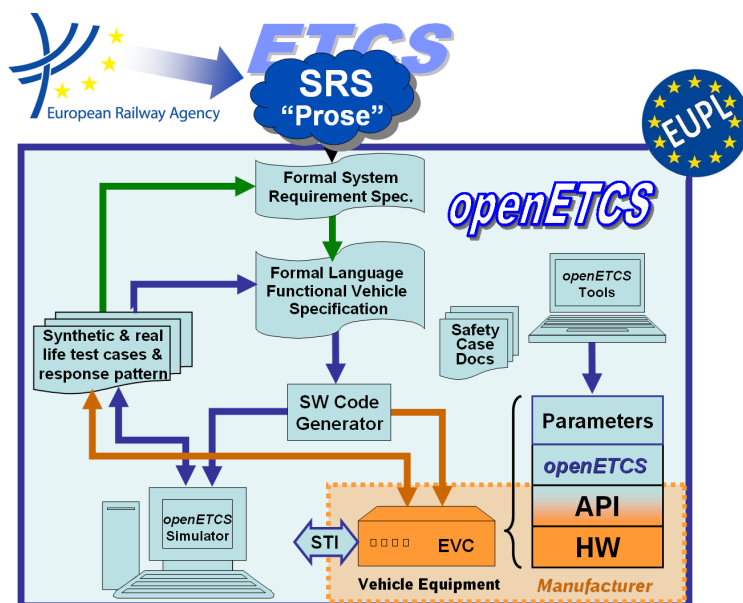 ETCS
SRS
“Prose”
European Railway Agency
EUPL
Formal System
Requirement Spec.
openETCS
Formal Language
Functional Vehicle
Specification
openETCS
Tools
Synthetic & real
life test cases &
response pattern
Safety
Case
Docs
SW Code
Generator
Parameters
openETCS
API
HW
openETCS
Simulator
STI
EVC
Vehicle Equipment
Manufacturer